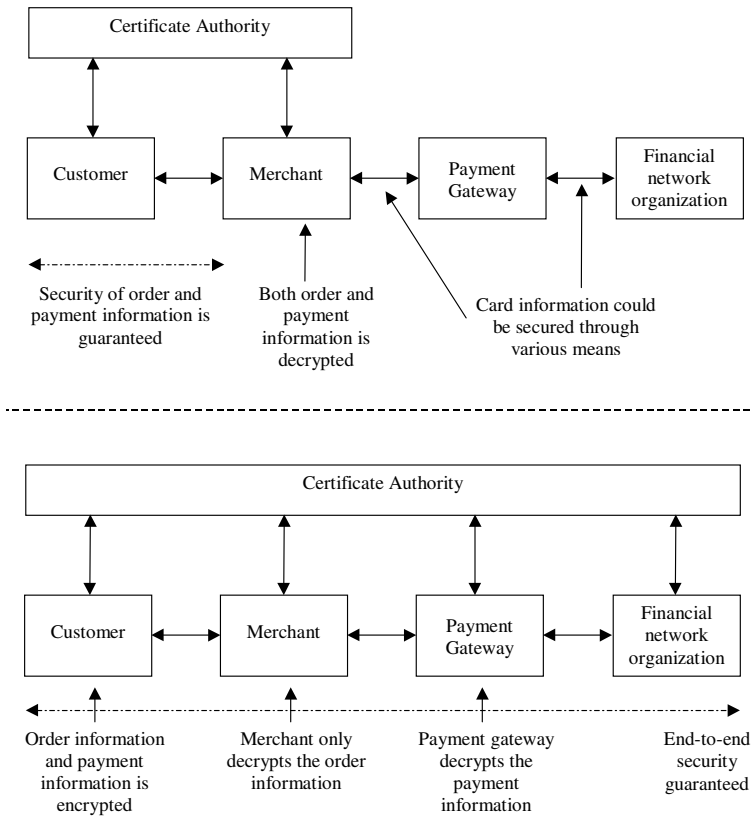 Certificate Authority
Customer
Merchant
Payment
Gateway
Financial
network
organization
Security of order and
payment information is
guaranteed
Both order and
payment
information is
decrypted
Card information could
be secured through
various means
Certificate Authority
Customer
Merchant
Payment
Gateway
Financial
network
organization
Order information
and payment
information is
encrypted
Merchant only
decrypts the order
information
Payment gateway
decrypts the
payment
information
End-to-end
security
guaranteed